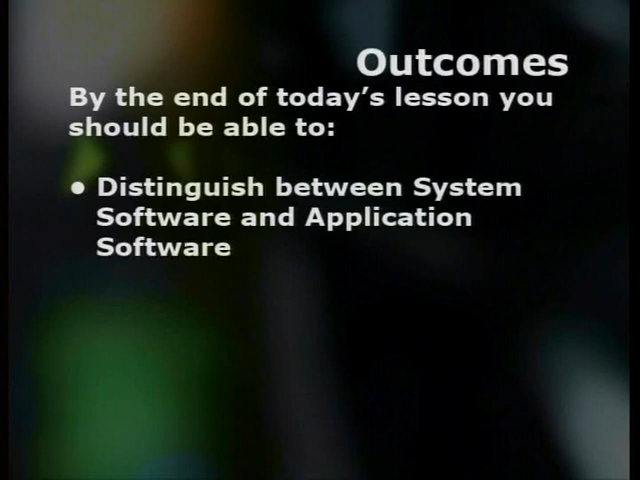 Outcomes
By the end of today’s lesson you
should be able to:
• Distinguish between System
Software and Application
Software